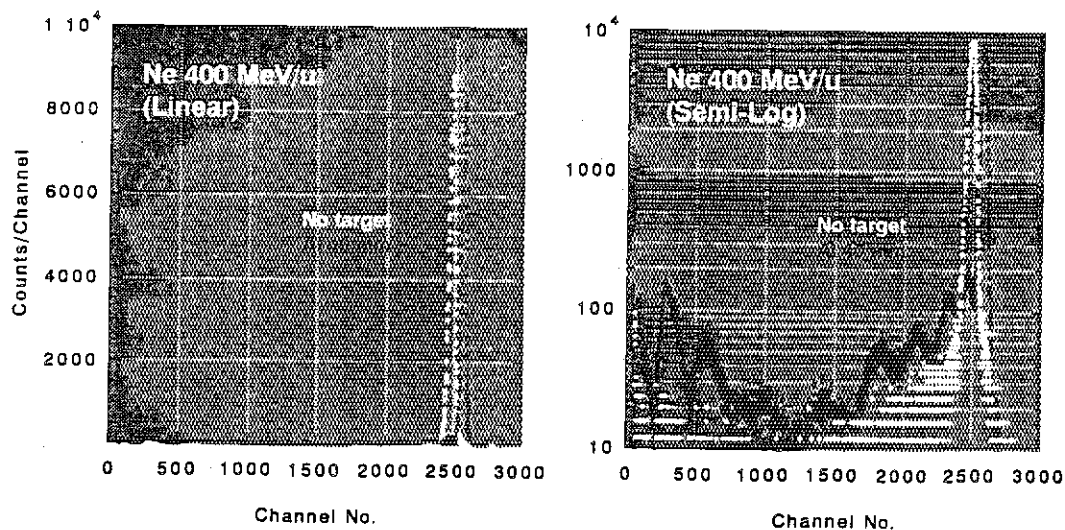 1 10⁴
8000
6000
4000
2000
Counts/Channel
Ne 400 MeV/u
(Linear)
No target
0 500 1000 1500 2000 2500 3000
Channel No.
10⁴
1000
100
10
Ne 400 MeV/u
(Semi-Log)
No target
0 500 1000 1500 2000 2500 3000
Channel No.